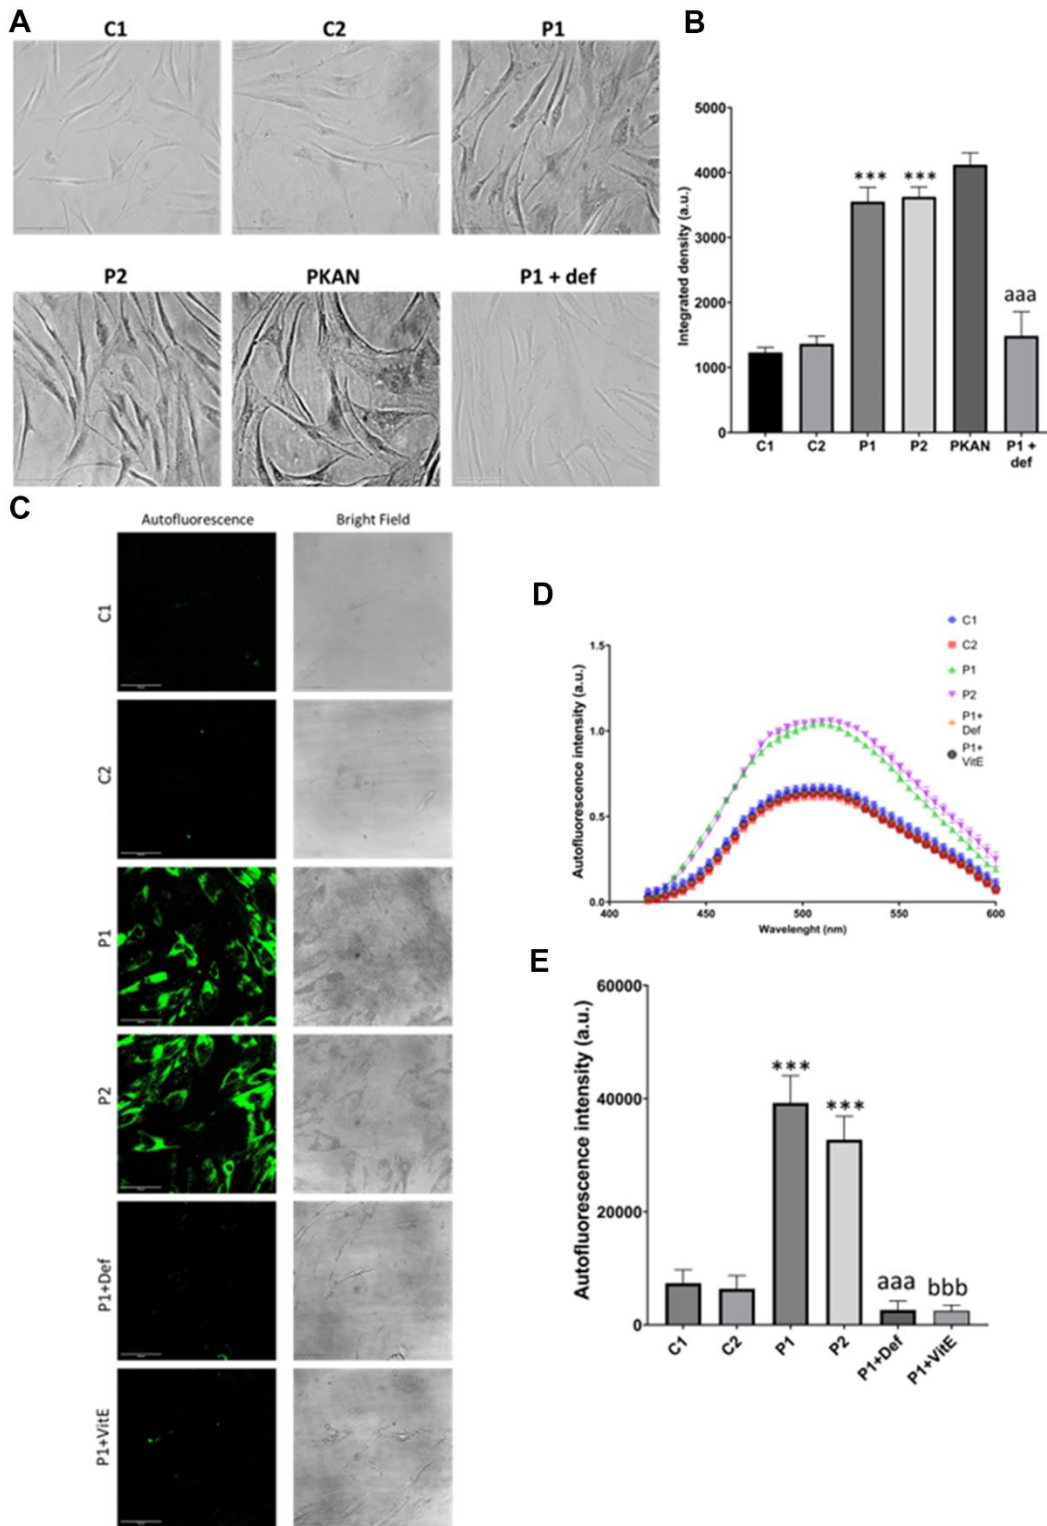 A
C1
C2
P1
P2
PKAN
P1 + def
B
Integrated density (a.u.)
5000
4000
3000
2000
1000
0
***
***
aaa
C1
C2
P1
P2
PKAN
P1 +
def
C
Autofluorescence
Bright Field
C1
C2
P1
P2
P1+Def
P1+VitE
D
Autofluorescence intensity (a.u.)
1.5
1.0
0.5
0.0
400
450
500
550
600
Wavelenght (nm)
C1
C2
P1
P2
P1+
Def
P1+
VitE
E
Autofluorescence intensity (a.u.)
60000
40000
20000
0
***
***
aaa
bbb
C1
C2
P1
P2
P1+Def
P1+VitE